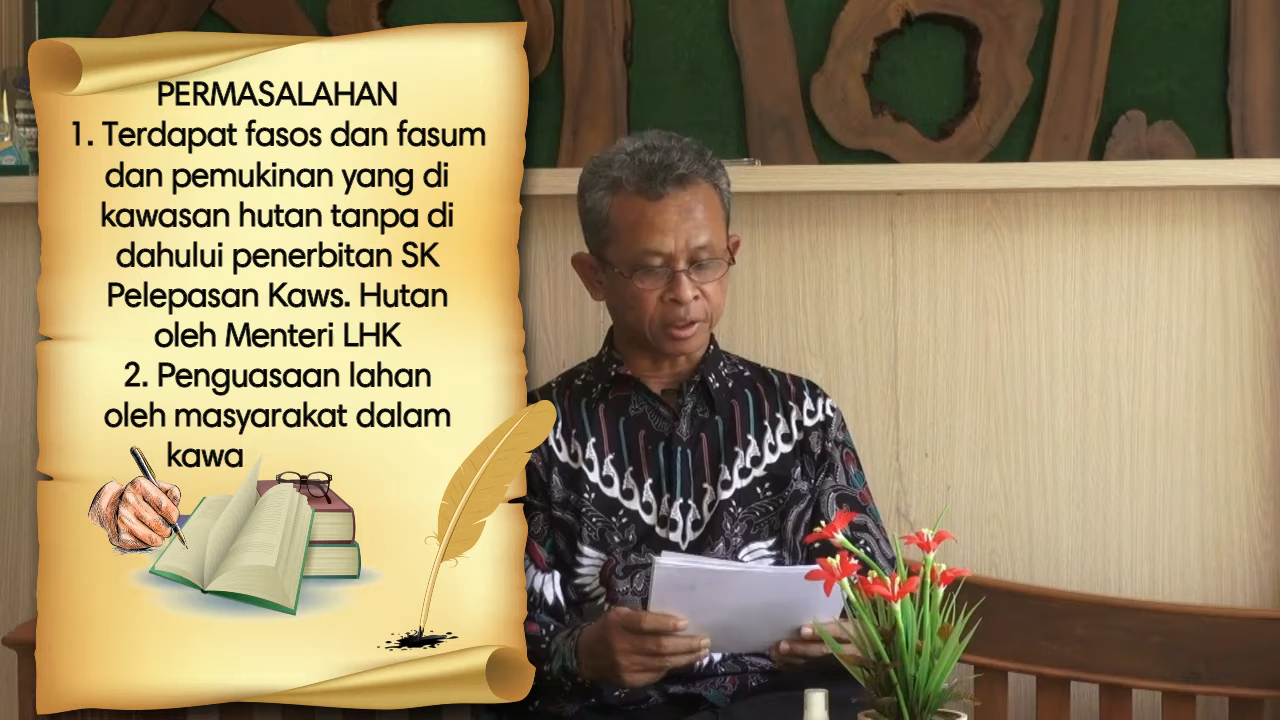 PERMASALAHAN
1. Terdapat fasos dan fasum
dan pemukinan yang di
kawasan hutan tanpa di
dahului penerbitan SK
Pelepasan Kaws. Hutan
oleh Menteri LHK
2. Penguasaan lahan
oleh masyarakat dalam
kawa